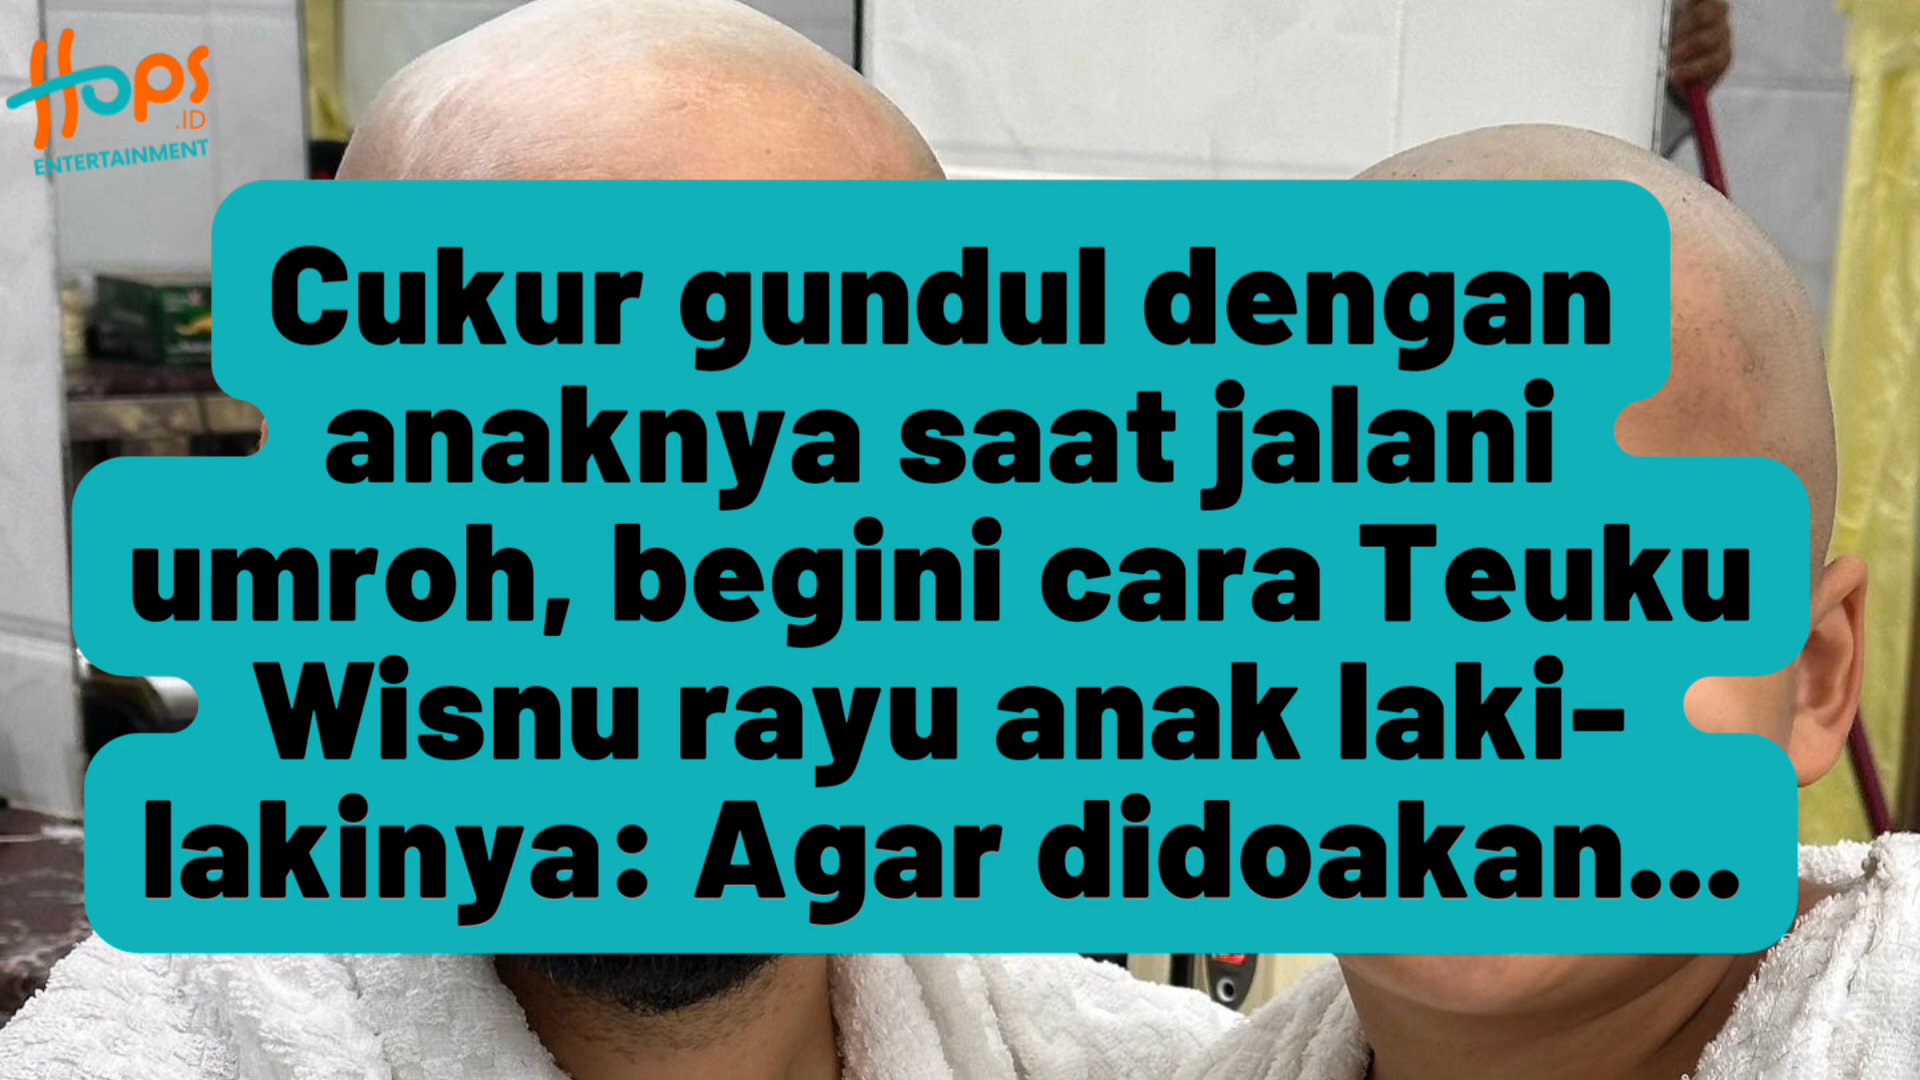 Hops
.ID
ENTERTAINMENT
Cukur gundul dengan
anaknya saat jalani
umroh, begini cara Teuku
Wisnu rayu anak laki-
lakinya: Agar didoakan...